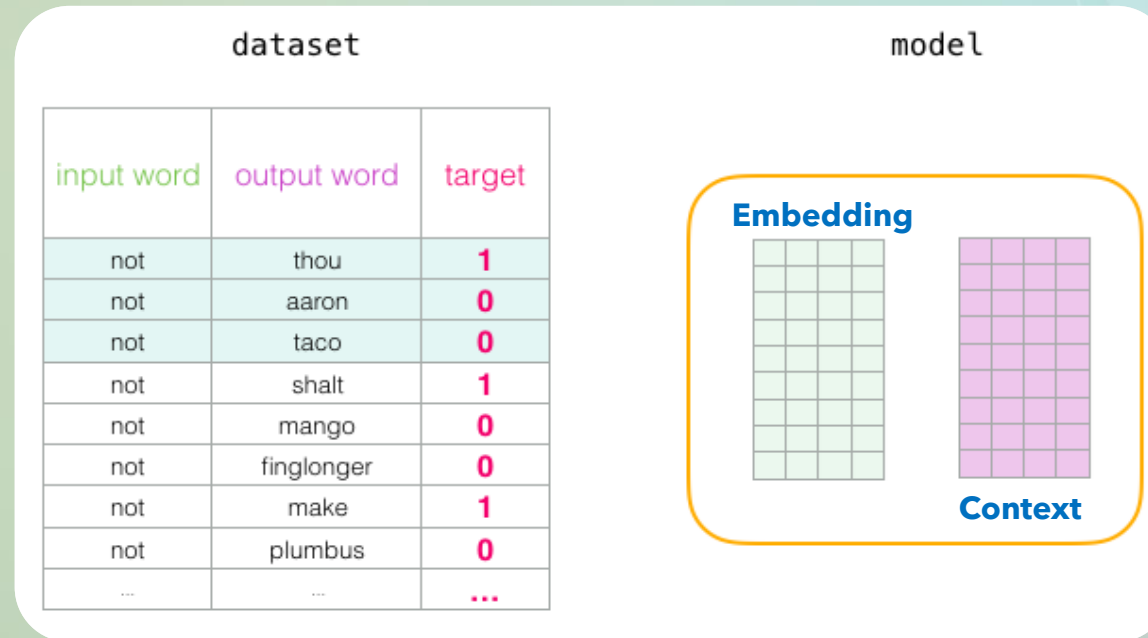 dataset
model
input word output word target
not thou 1
not aaron 0
not taco 0
not shalt 1
not mango 0
not finglonger 0
not make 1
not plumbus 0
... ... ...
Embedding
Context